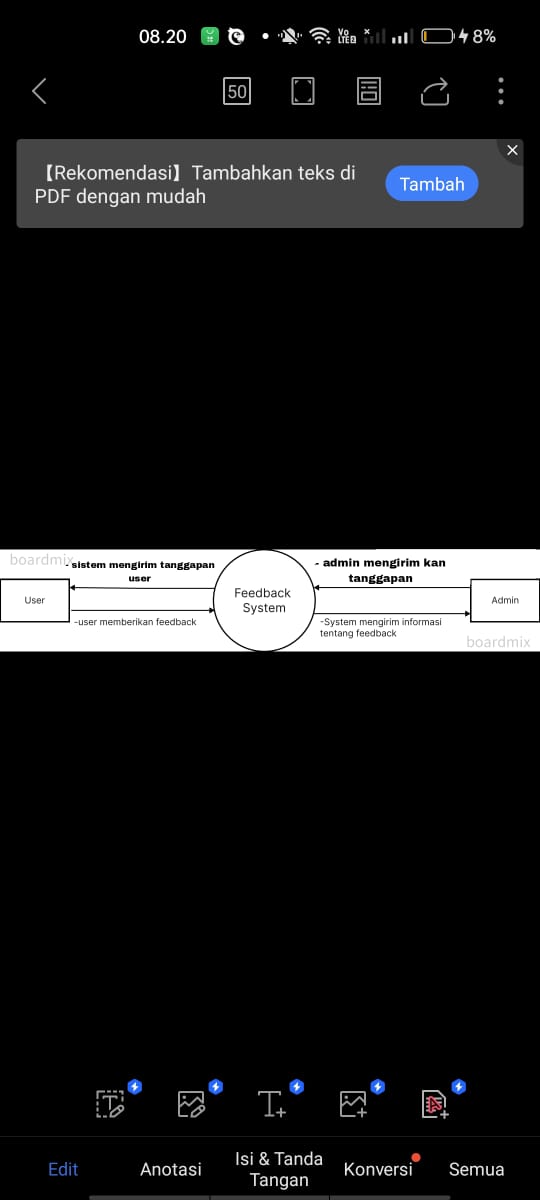 08.20
Vo
LTE2
8%
50
【Rekomendasi】Tambahkan teks di
PDF dengan mudah
Tambah
boardmix
- sistem mengirim tanggapan
user
User
-user memberikan feedback
Feedback
System
- admin mengirim kan
tanggapan
Admin
-System mengirim informasi
tentang feedback
boardmix
Edit
Anotasi
Isi & Tanda
Tangan
Konversi
Semua